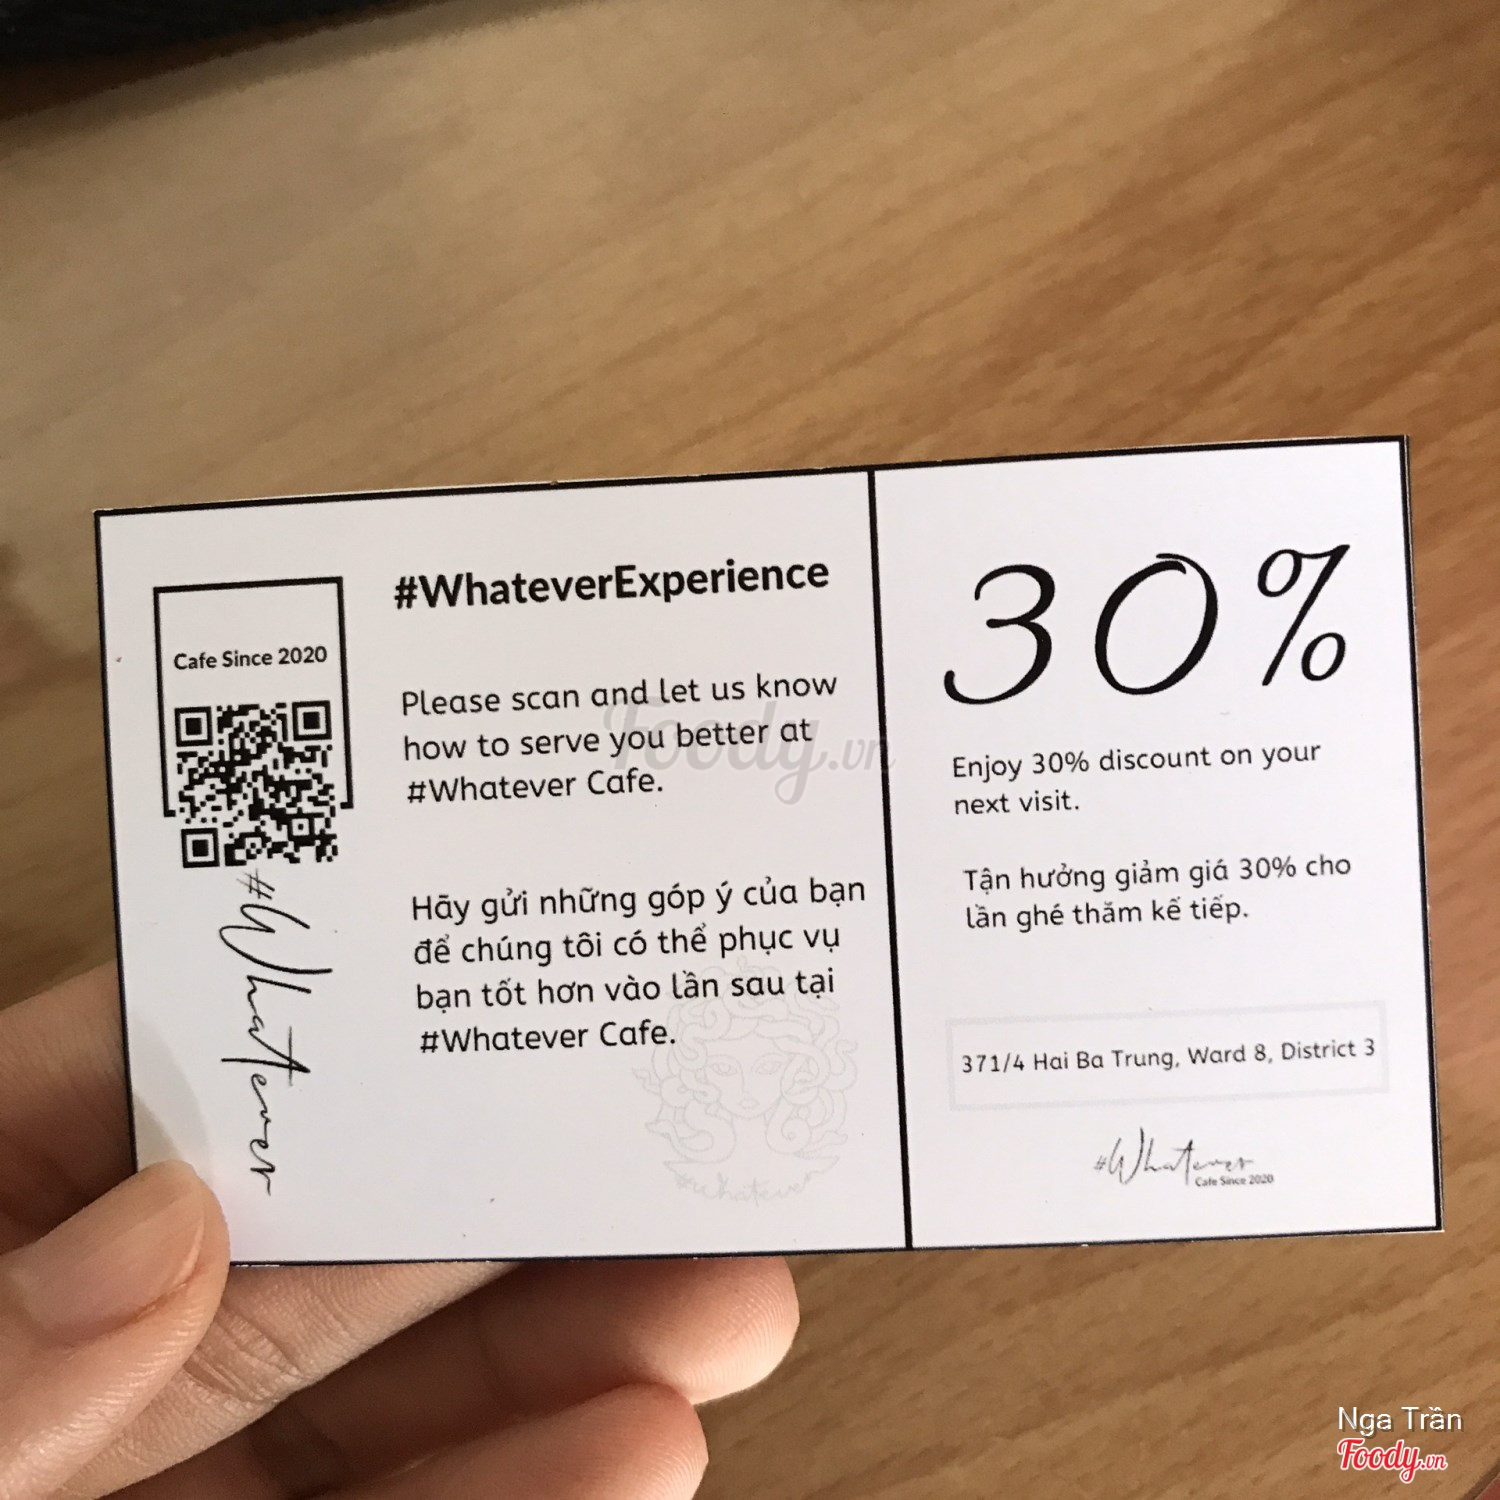 Cafe Since 2020
#Whatever
#WhateverExperience
Please scan and let us know
how to serve you better at
#Whatever Cafe.
Hãy gửi những góp ý của bạn
để chúng tôi có thể phục vụ
bạn tốt hơn vào lần sau tại
#Whatever Cafe.
#Whatever
30%
Enjoy 30% discount on your
next visit.
Tận hưởng giảm giá 30% cho
lần ghé thăm kế tiếp.
371/4 Hai Ba Trung, Ward 8, District 3
#Whatever
Cafe Since 2020
Foody.vn
Nga Trần
Foody.vn